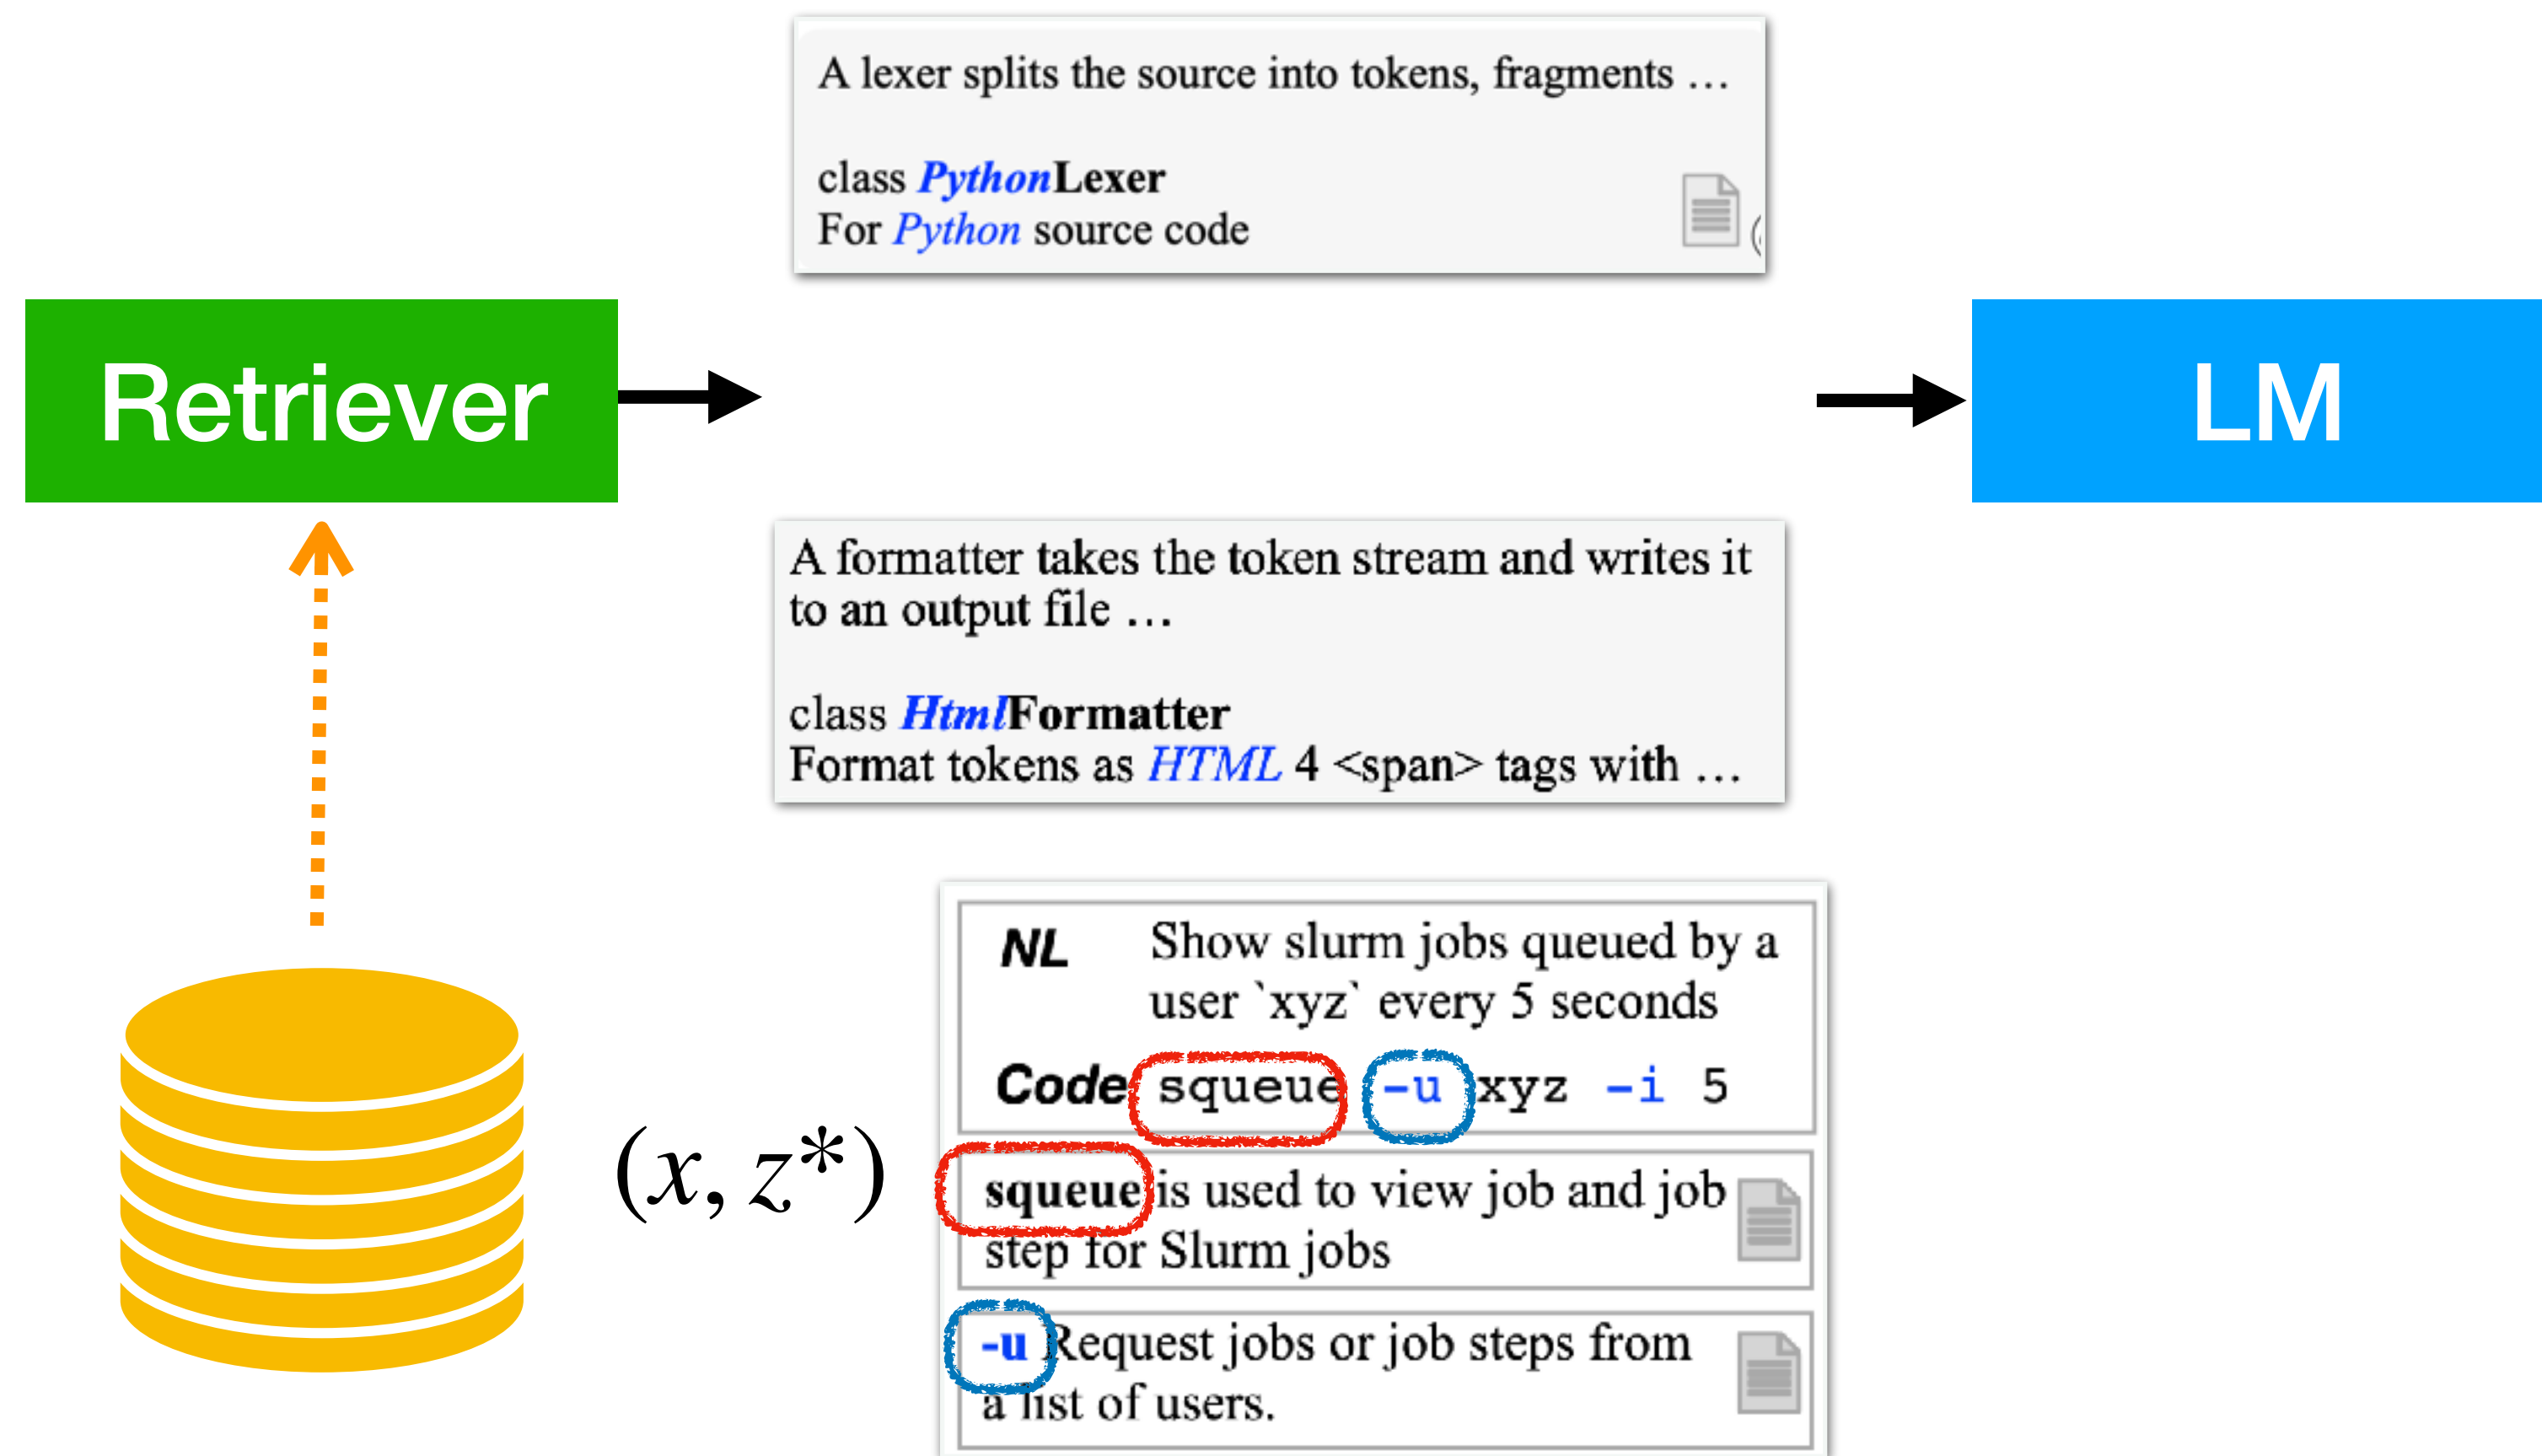 A lexer splits the source into tokens, fragments …
class PythonLexer
For Python source code
Retriever
LM
A formatter takes the token stream and writes it
to an output file …
class HtmlFormatter
Format tokens as HTML 4 <span> tags with …
(x, z*)
NL Show slurm jobs queued by a
user `xyz` every 5 seconds
Code squeue -u xyz -i 5
squeue is used to view job and job
step for Slurm jobs
-u Request jobs or job steps from
a list of users.